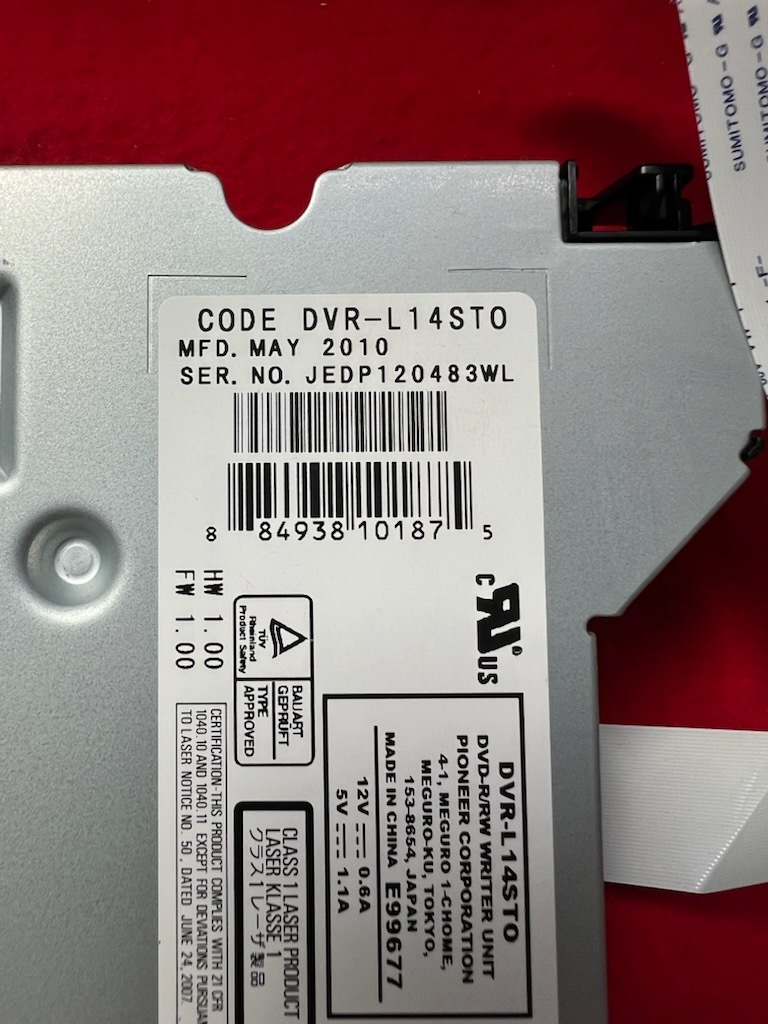 CODE DVR-L14STO
MFD. MAY 2010
SER. NO. JEDP120483WL
8 84938 10187 5
HW 1.00
FW 1.00
TÜV
Rheinland
Product Safety
BAUART
GEPRÜFT
TYPE
APPROVED
C UR US
DVR-L14STO
DVD-R/RW WRITER UNIT
PIONEER CORPORATION
4-1, MEGURO 1-CHOME,
MEGURO-KU, TOKYO,
153-8654, JAPAN
MADE IN CHINA E99677
12V 0.6A
5V 1.1A
CERTIFICATION-THIS PRODUCT COMPLIES WITH 21 CFR
1040.10 AND 1040.11 EXCEPT FOR DEVIATIONS PURSUAN
TO LASER NOTICE NO. 50, DATED JUNE 24, 2007.
CLASS 1 LASER PRODUCT
LASER KLASSE 1
クラス1レーザ製品
SUMITOMO-G
SUMITOMO-G